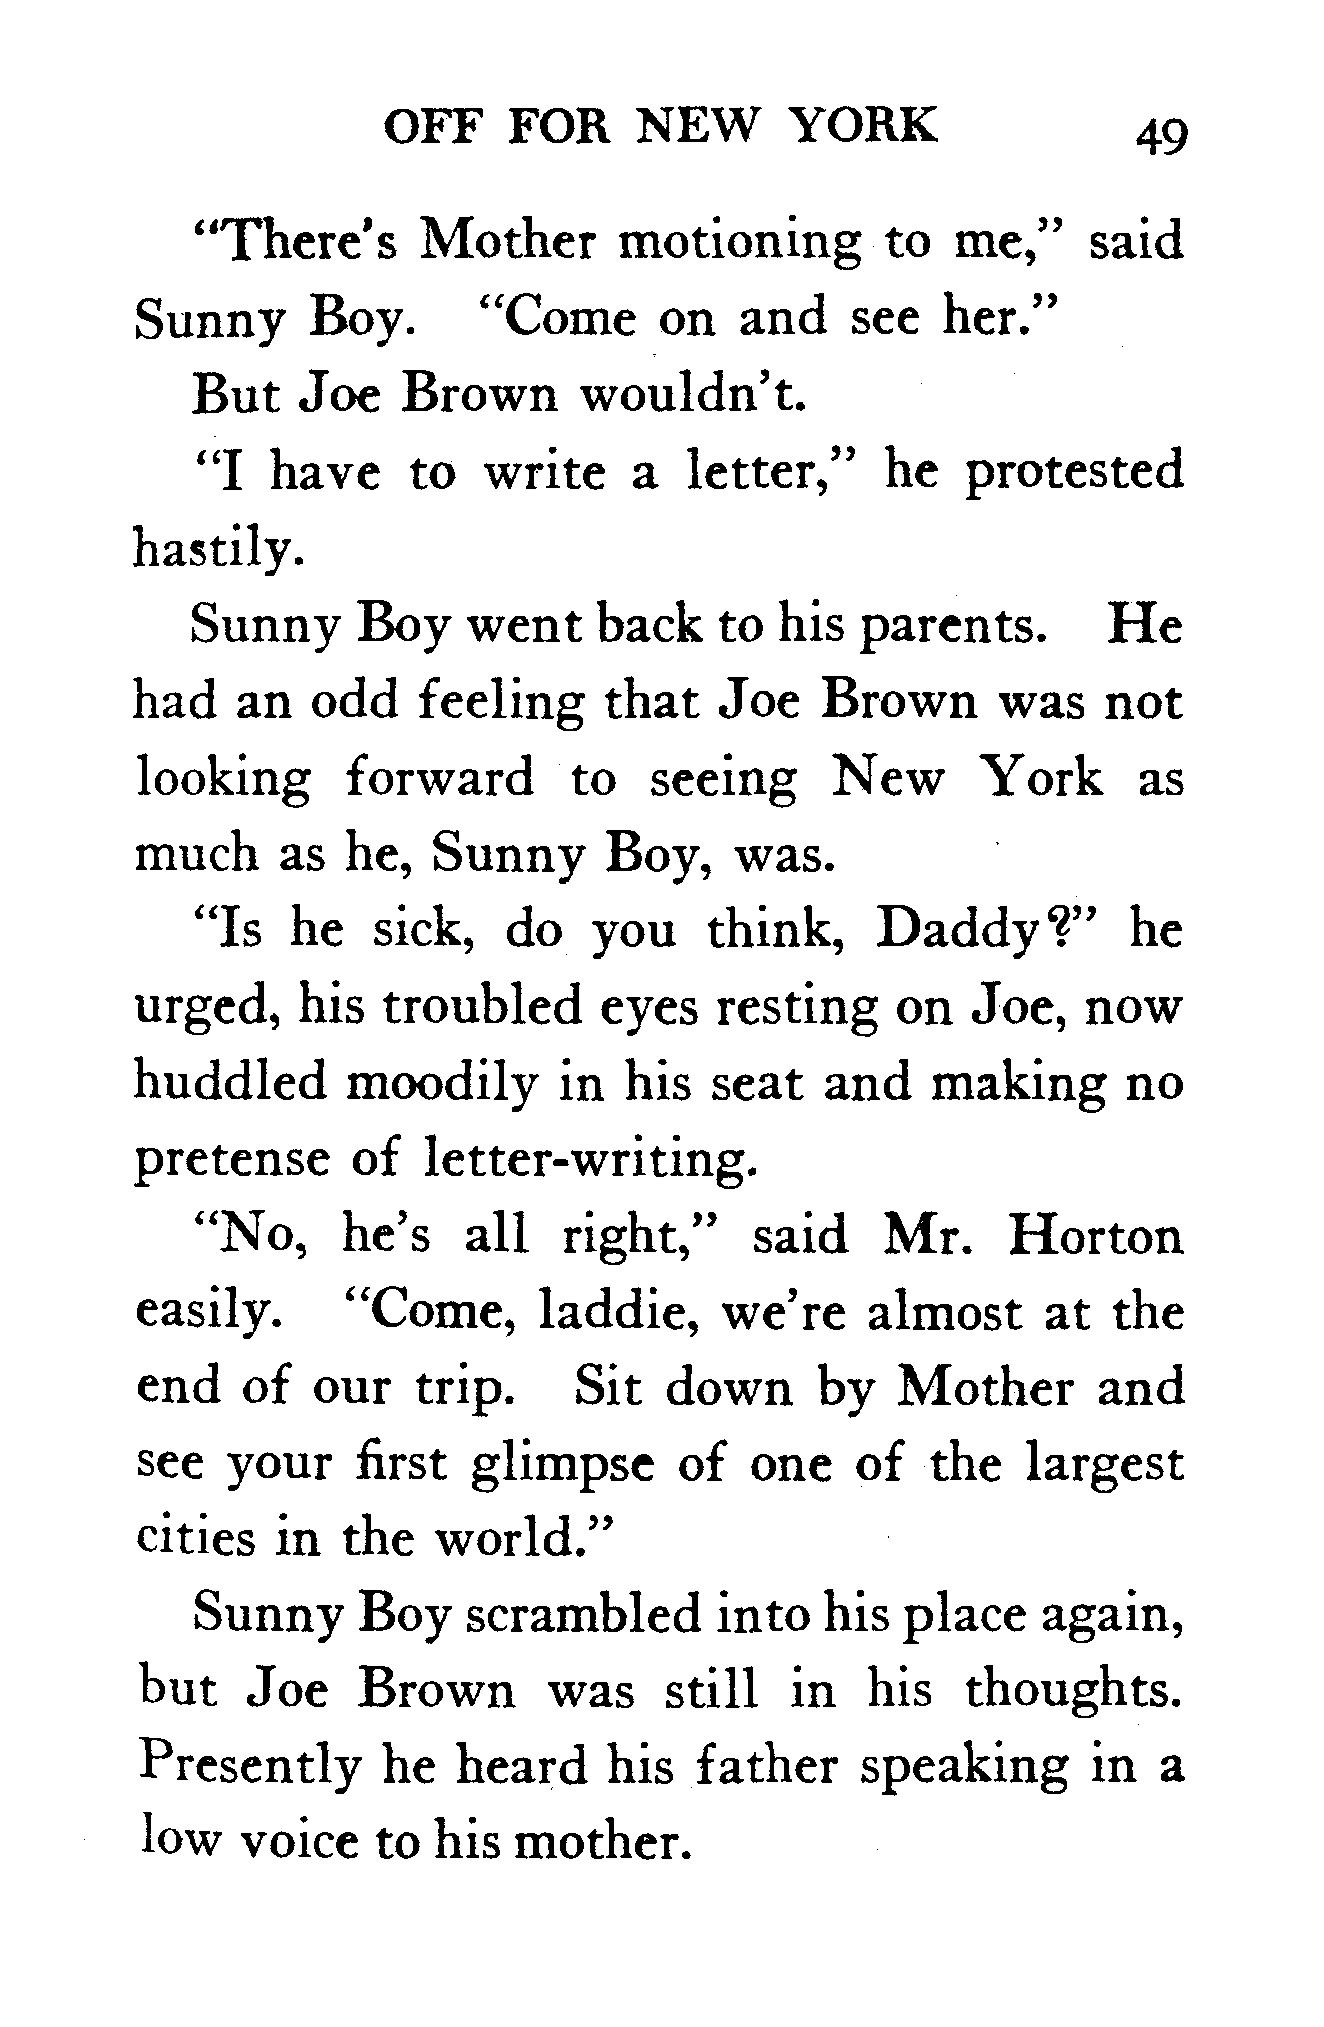 OFF FOR NEW YORK 49
“There’s Mother motioning to me,” said
Sunny Boy. “Come on and see her.”
But Joe Brown wouldn’t.
“I have to write a letter,” he protested
hastily.
Sunny Boy went back to his parents. He
had an odd feeling that Joe Brown was not
looking forward to seeing New York as
much as he, Sunny Boy, was.
“Is he sick, do you think, Daddy?” he
urged, his troubled eyes resting on Joe, now
huddled moodily in his seat and making no
pretense of letter-writing.
“No, he’s all right,” said Mr. Horton
easily. “Come, laddie, we’re almost at the
end of our trip. Sit down by Mother and
see your first glimpse of one of the largest
cities in the world.”
Sunny Boy scrambled into his place again,
but Joe Brown was still in his thoughts.
Presently he heard his father speaking in a
low voice to his mother.